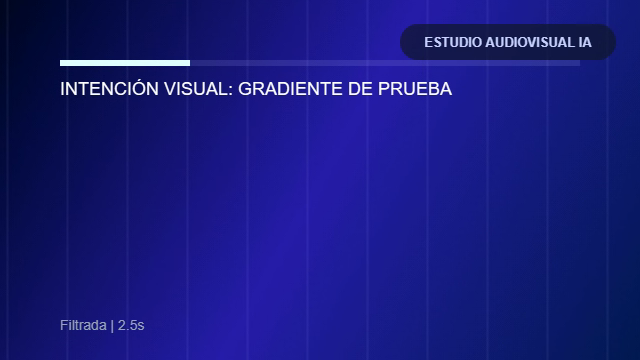 ESTUDIO AUDIOVISUAL IA
INTENCIÓN VISUAL: GRADIENTE DE PRUEBA
Filtrada | 2.5s